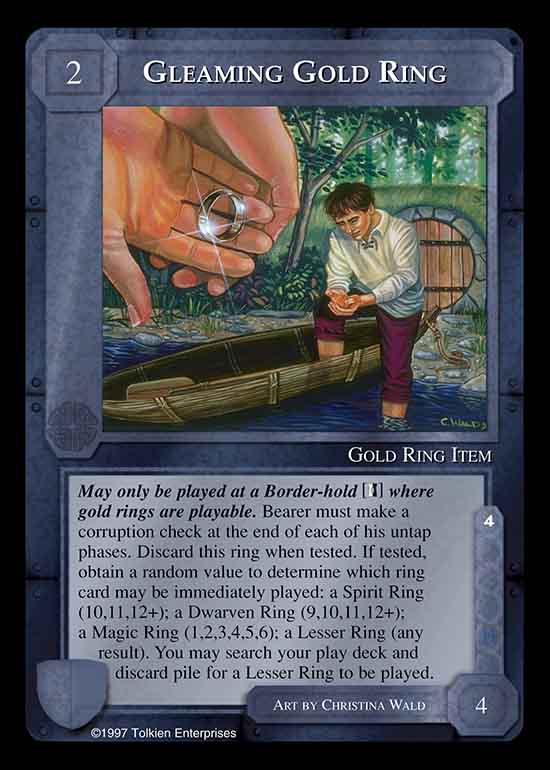 2
GLEAMING GOLD RING
C. WALD 9
GOLD RING ITEM
May only be played at a Border-hold [] where
gold rings are playable. Bearer must make a
corruption check at the end of each of his untap
phases. Discard this ring when tested. If tested,
obtain a random value to determine which ring
card may be immediately played: a Spirit Ring
(10,11,12+); a Dwarven Ring (9,10,11,12+);
a Magic Ring (1,2,3,4,5,6); a Lesser Ring (any
result). You may search your play deck and
discard pile for a Lesser Ring to be played.
4
ART BY CHRISTINA WALD
4
©1997 Tolkien Enterprises